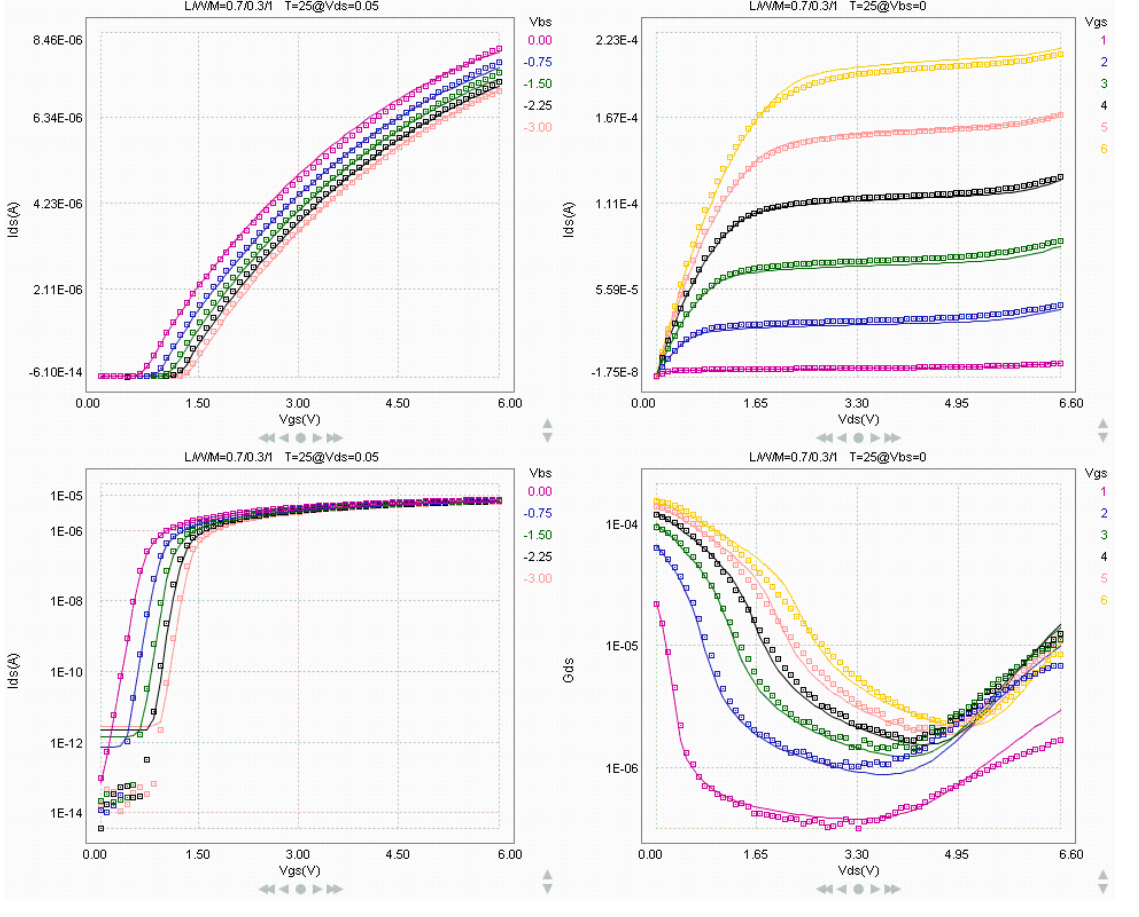 L/W/M=0.7/0.3/1 T=25@Vds=0.05
Vbs
8.46E-06
0.00
-0.75
-1.50
-2.25
-3.00
6.34E-06
4.23E-06
2.11E-06
-6.10E-14
Ids(A)
0.00 1.50 3.00 4.50 6.00
Vgs(V)
L/W/M=0.7/0.3/1 T=25@Vbs=0
Vgs
2.23E-4
1
2
3
4
5
6
1.67E-4
1.11E-4
5.59E-5
-1.75E-8
Ids(A)
0.00 1.65 3.30 4.95 6.60
Vds(V)
L/W/M=0.7/0.3/1 T=25@Vds=0.05
Vbs
1E-05
0.00
-0.75
-1.50
-2.25
-3.00
1E-06
1E-08
1E-10
1E-12
1E-14
Ids(A)
0.00 1.50 3.00 4.50 6.00
Vgs(V)
L/W/M=0.7/0.3/1 T=25@Vbs=0
Vgs
1
2
3
4
5
6
1E-04
1E-05
1E-06
Gds
0.00 1.65 3.30 4.95 6.60
Vds(V)